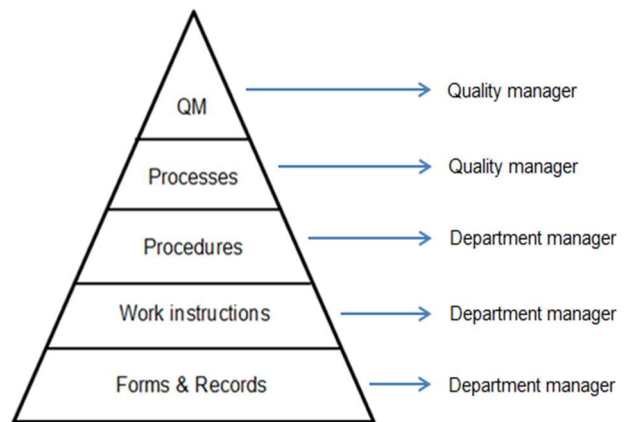 QM
Quality manager
Processes
Quality manager
Procedures
Department manager
Work instructions
Department manager
Forms & Records
Department manager